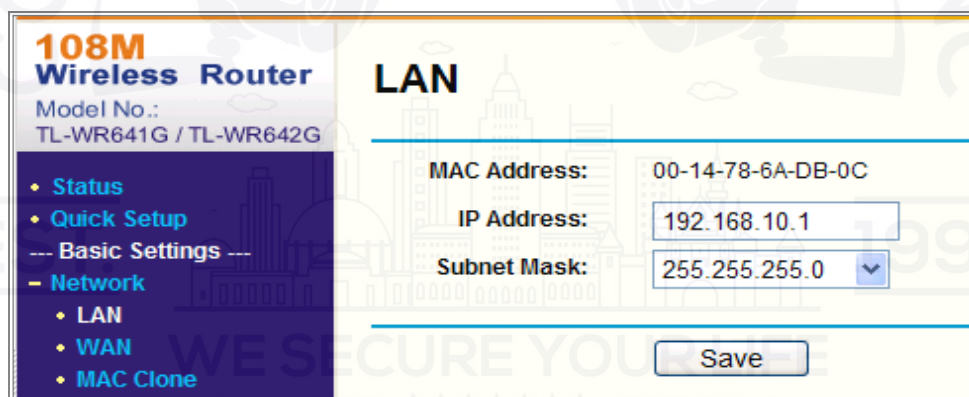 108M
Wireless Router
Model No.:
TL-WR641G / TL-WR642G
• Status
• Quick Setup
--- Basic Settings ---
– Network
• LAN
• WAN
• MAC Clone
LAN
MAC Address: 00-14-78-6A-DB-0C
IP Address: 192.168.10.1
Subnet Mask: 255.255.255.0
Save
EST.
199
WE SECURE YOUR LIFE